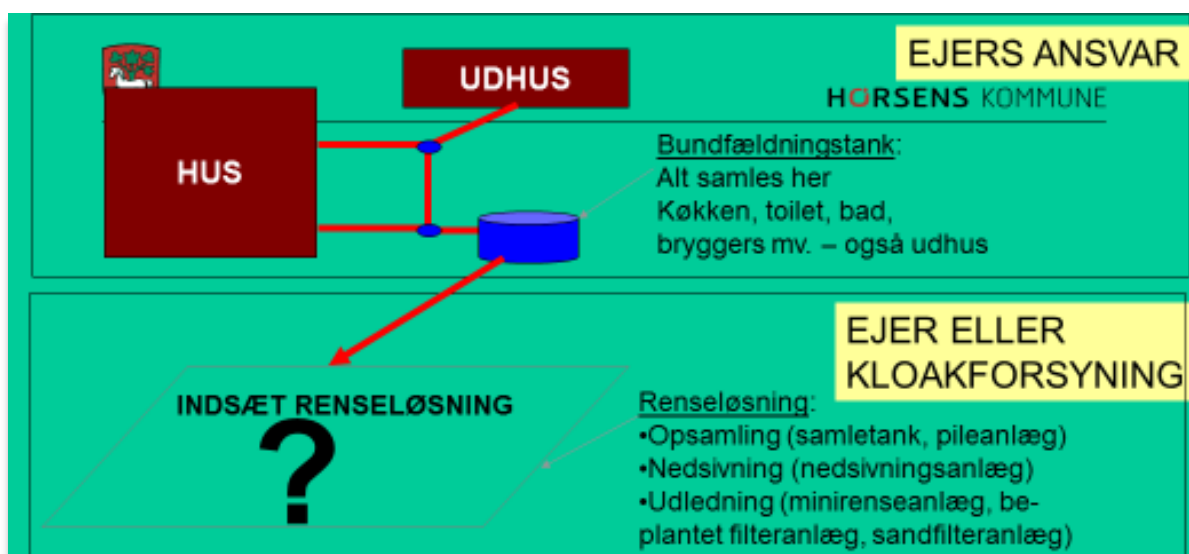 EJERS ANSVAR
UDHUS
HORSENS KOMMUNE
HUS
Bundfældningstank:
Alt samles her
Køkken, toilet, bad,
bryggers mv. – også udhus
EJER ELLER
KLOAKFORSYNING
INDSÆT RENSELØSNING
?
Renseløsning:
•Opsamling (samletank, pileanlæg)
•Nedsivning (nedsivningsanlæg)
•Udledning (minirenseanlæg, be-
plantet filteranlæg, sandfilteranlæg)